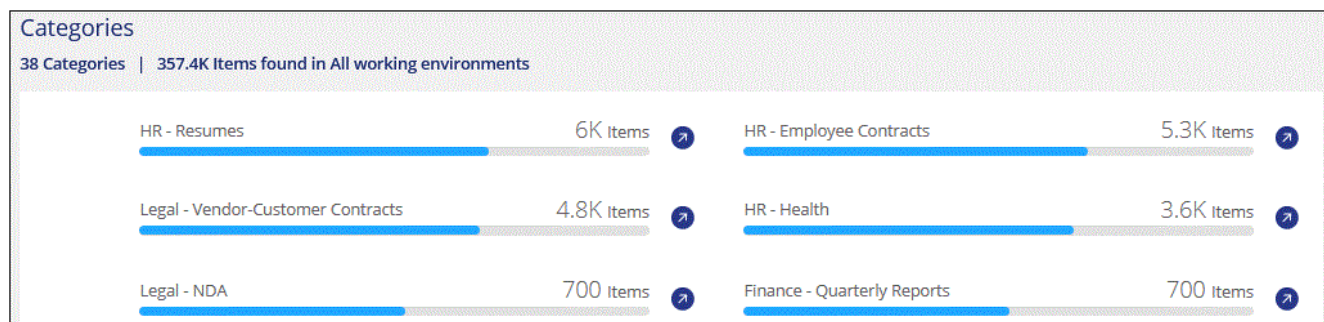 Categories
38 Categories | 357.4K Items found in All working environments
HR - Resumes 6K Items
HR - Employee Contracts 5.3K Items
Legal - Vendor-Customer Contracts 4.8K Items
HR - Health 3.6K Items
Legal - NDA 700 Items
Finance - Quarterly Reports 700 Items